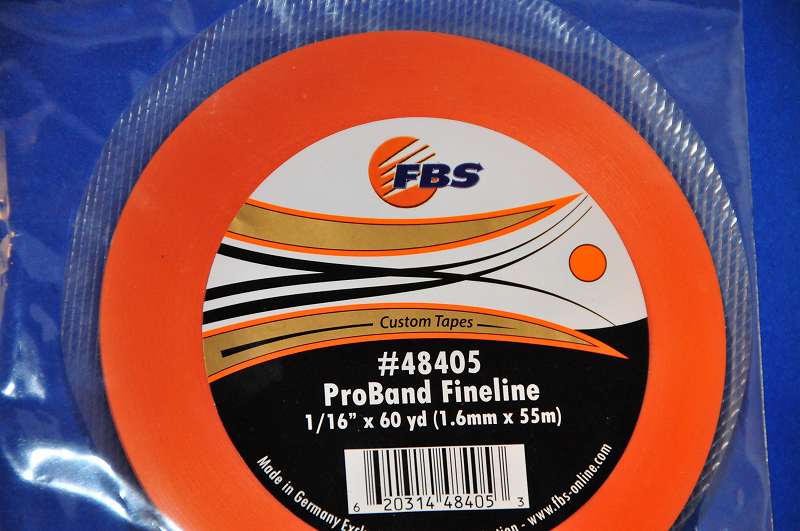 FBS
Custom Tapes
#48405
ProBand Fineline
1/16” x 60 yd (1.6mm x 55m)
6 20314 48405 3
Made in Germany - www.fbs-online.com